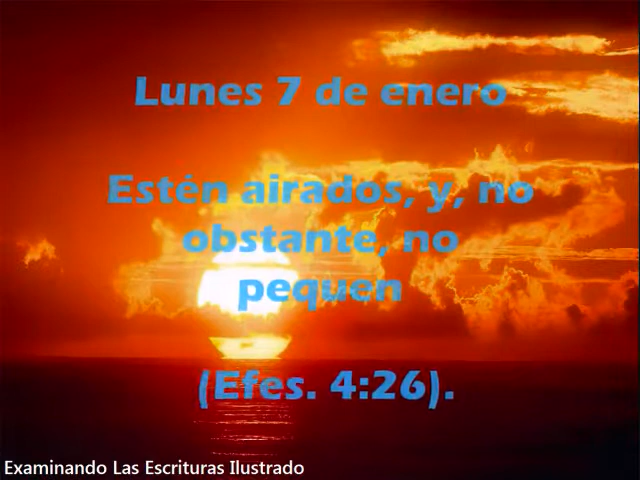 Lunes 7 de enero
Estén airados, y, no
obstante, no
pequen
(Efes. 4:26).
Examinando Las Escrituras Ilustrado